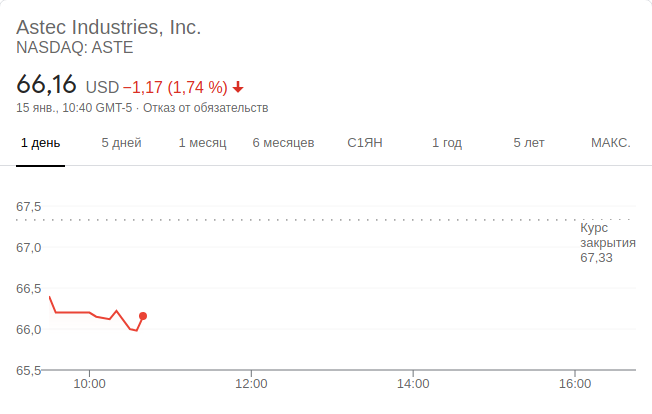 Astec Industries, Inc.
NASDAQ: ASTE
66,16 USD −1,17 (1,74 %)
15 янв., 10:40 GMT-5 · Отказ от обязательств
1 день 5 дней 1 месяц 6 месяцев С1ЯН 1 год 5 лет МАКС.
67,5
Курс
закрытия
67,33
67,0
66,5
66,0
65,5
10:00 12:00 14:00 16:00